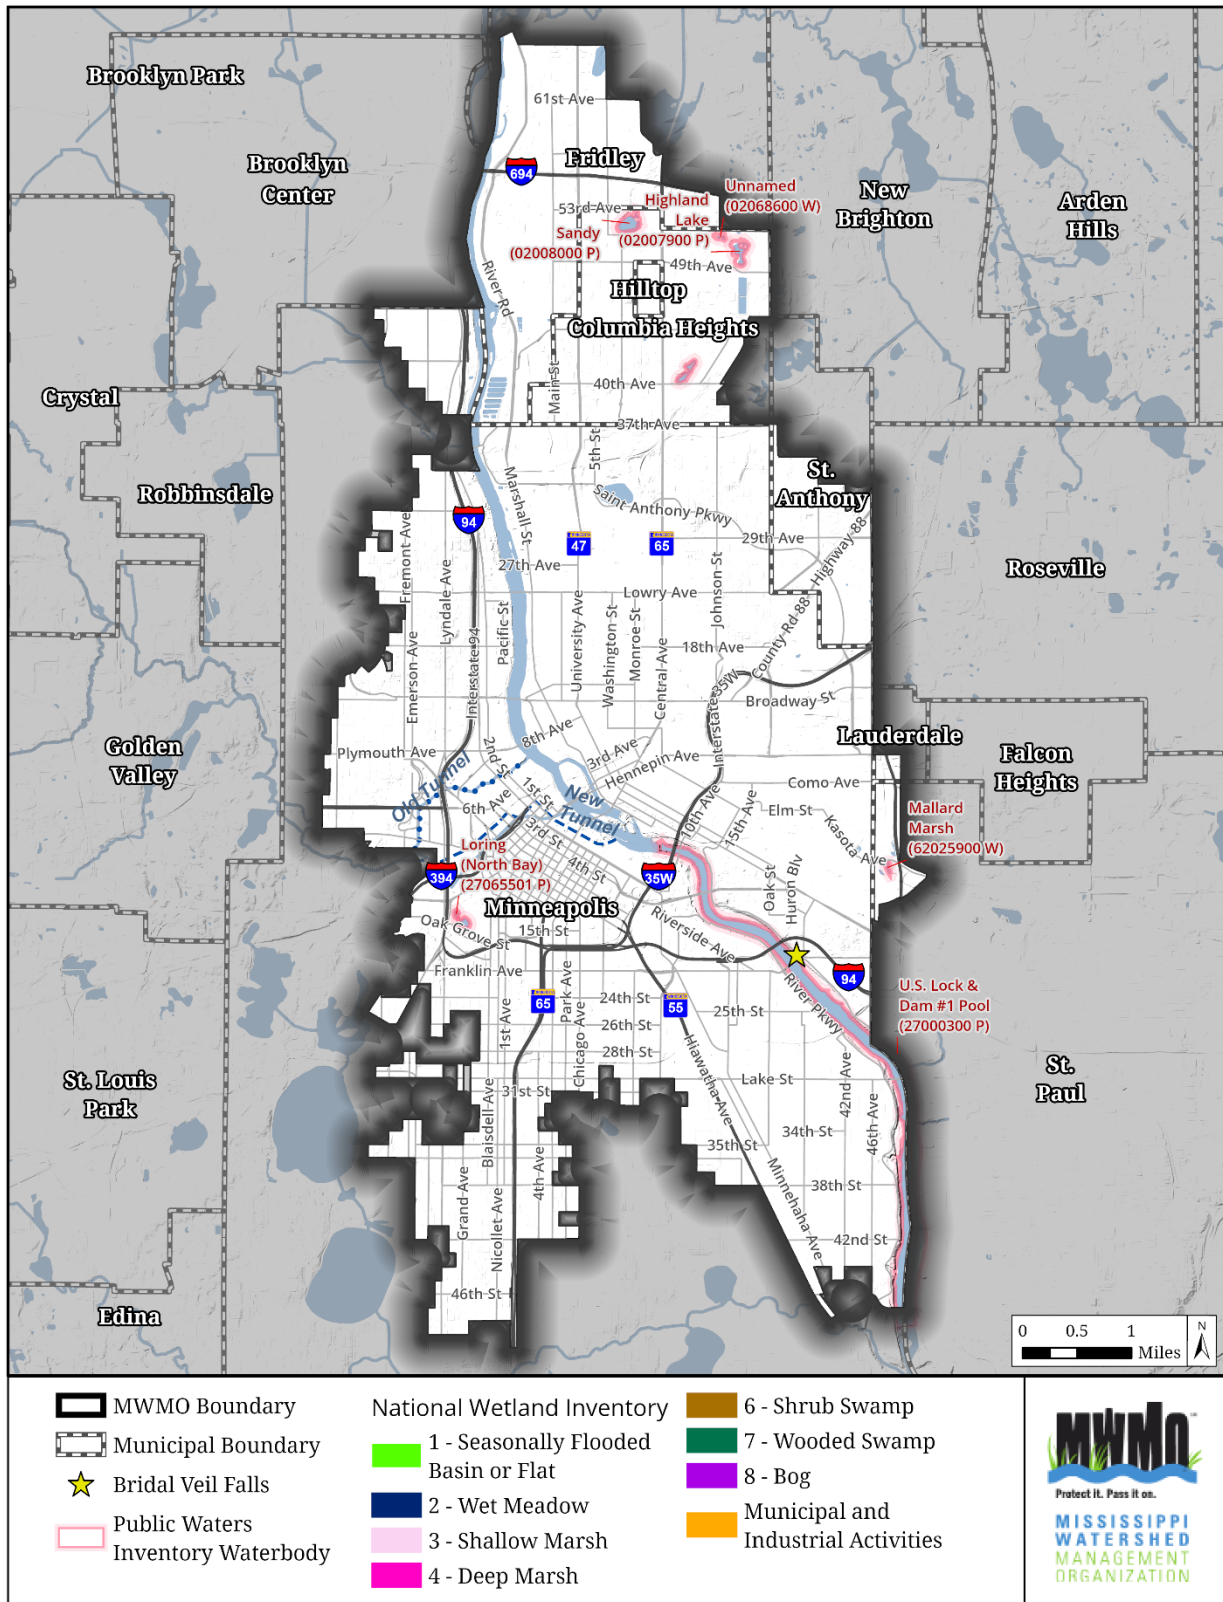 Brooklyn Park
Brooklyn
Center
61st Ave
Fridley
694
New
Brighton
Arden
Hills
Unnamed
(02068600 W)
53rd Ave
Highland
Lake
(02007900 P)
Sandy
(02008000 P)
49th Ave
River Rd
Hilltop
Columbia Heights
Main St
40th Ave
37th Ave
Crystal
Robbinsdale
5th St
Marshall St
Saint Anthony Pkwy
St.
Anthony
94
47
65
29th Ave
Highway 88
27th Ave
Fremont Ave
Lyndale Ave
Pacific St
Lowry Ave
Johnson St
Roseville
University Ave
Washington St
Monroe St
Central Ave
18th Ave
County Rd 88
Emerson Ave
Interstate 94
Interstate 35W
Broadway St
Golden
Valley
Plymouth Ave
2nd St
8th Ave
3rd Ave
Hennepin Ave
Lauderdale
Falcon
Heights
Old Tunnel
6th Ave
1st St
New
Tunnel
Como Ave
Elm St
10th Ave
15th Ave
Kasota Ave
Mallard
Marsh
(62025900 W)
3rd St
4th St
Loring
(North Bay)
(27065501 P)
394
35W
Oak St
Huron Blv
Minneapolis
Oak Grove St
15th St
Riverside Ave
Franklin Ave
94
U.S. Lock &
Dam #1 Pool
(27000300 P)
65
55
1st Ave
Park Ave
Chicago Ave
24th St
25th St
26th St
28th St
River Pkwy
Hiawatha Ave
St. Louis
Park
St.
Paul
31st St
Lake St
42nd Ave
46th Ave
Blaisdell Ave
34th St
35th St
Grand Ave
Nicollet Ave
4th Ave
38th St
Minnehaha Ave
42nd St
46th St
Edina
0 0.5 1
Miles
N
MWMO Boundary
Municipal Boundary
Bridal Veil Falls
Public Waters
Inventory Waterbody
National Wetland Inventory
1 - Seasonally Flooded
Basin or Flat
2 - Wet Meadow
3 - Shallow Marsh
4 - Deep Marsh
6 - Shrub Swamp
7 - Wooded Swamp
8 - Bog
Municipal and
Industrial Activities
MWMO
Protect it. Pass it on.
MISSISSIPPI
WATERSHED
MANAGEMENT
ORGANIZATION